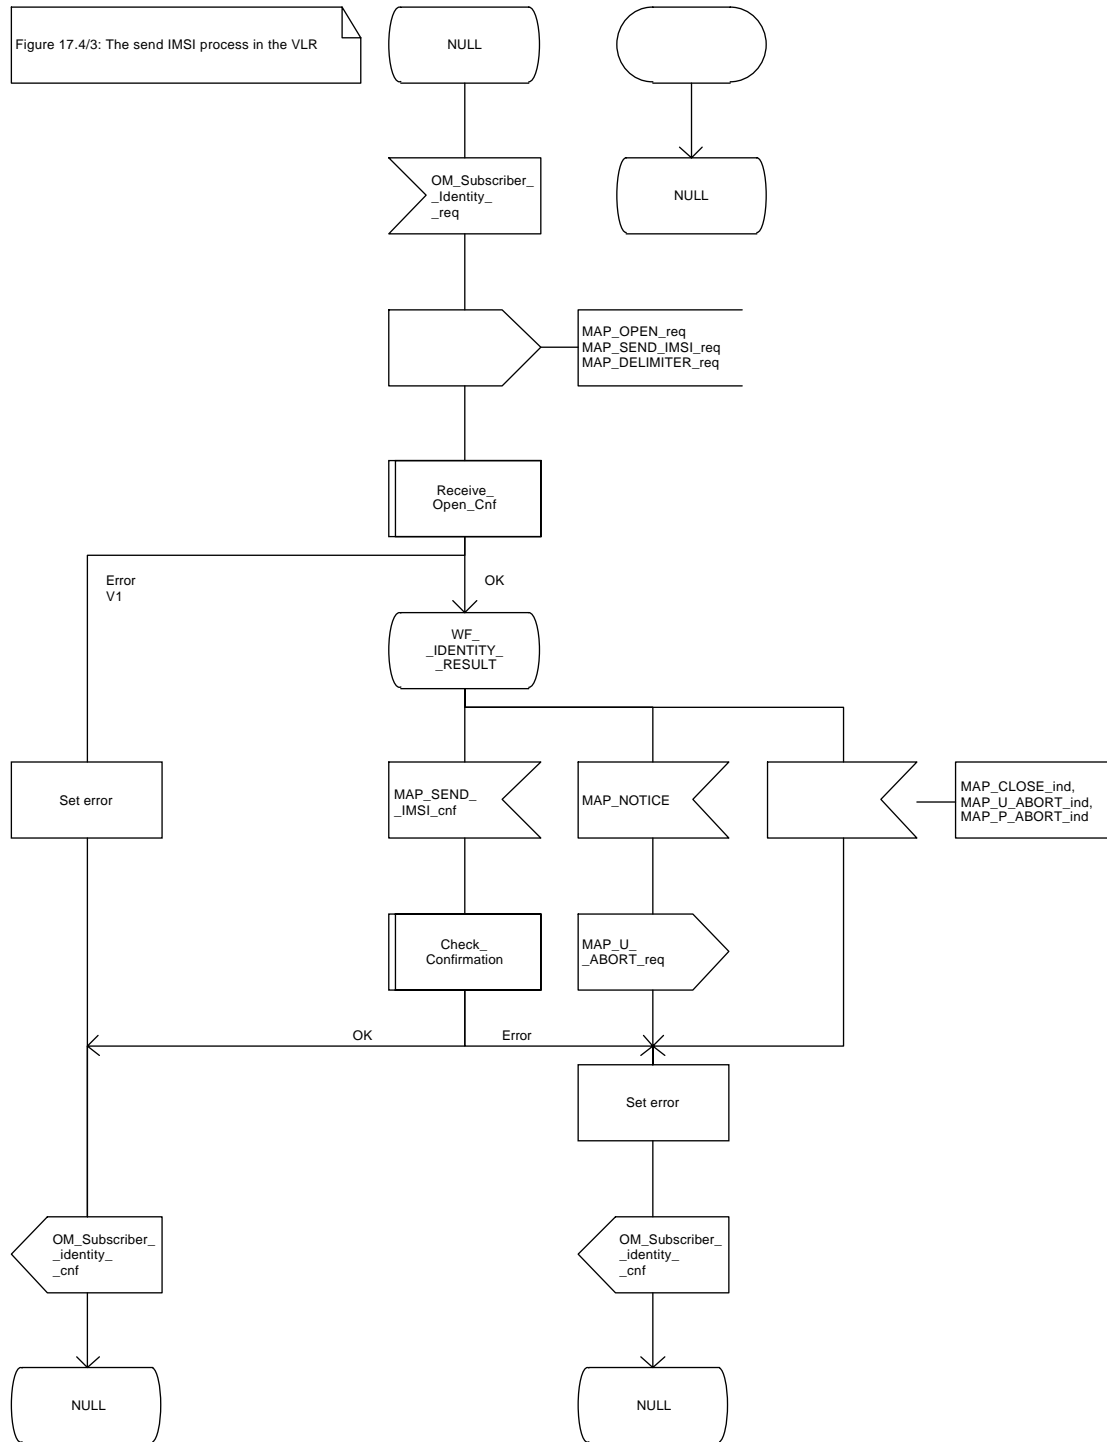 Figure 17.4/3: The send IMSI process in the VLR
NULL
OM_Subscriber_
_Identity_
_req
NULL
MAP_OPEN_req
MAP_SEND_IMSI_req
MAP_DELIMITER_req
Receive_
Open_Cnf
Error
V1
OK
WF_
_IDENTITY_
_RESULT
Set error
MAP_SEND_
_IMSI_cnf
MAP_NOTICE
MAP_CLOSE_ind,
MAP_U_ABORT_ind,
MAP_P_ABORT_ind
Check_
Confirmation
MAP_U_
_ABORT_req
OK
Error
Set error
OM_Subscriber_
_identity_
_cnf
OM_Subscriber_
_identity_
_cnf
NULL
NULL